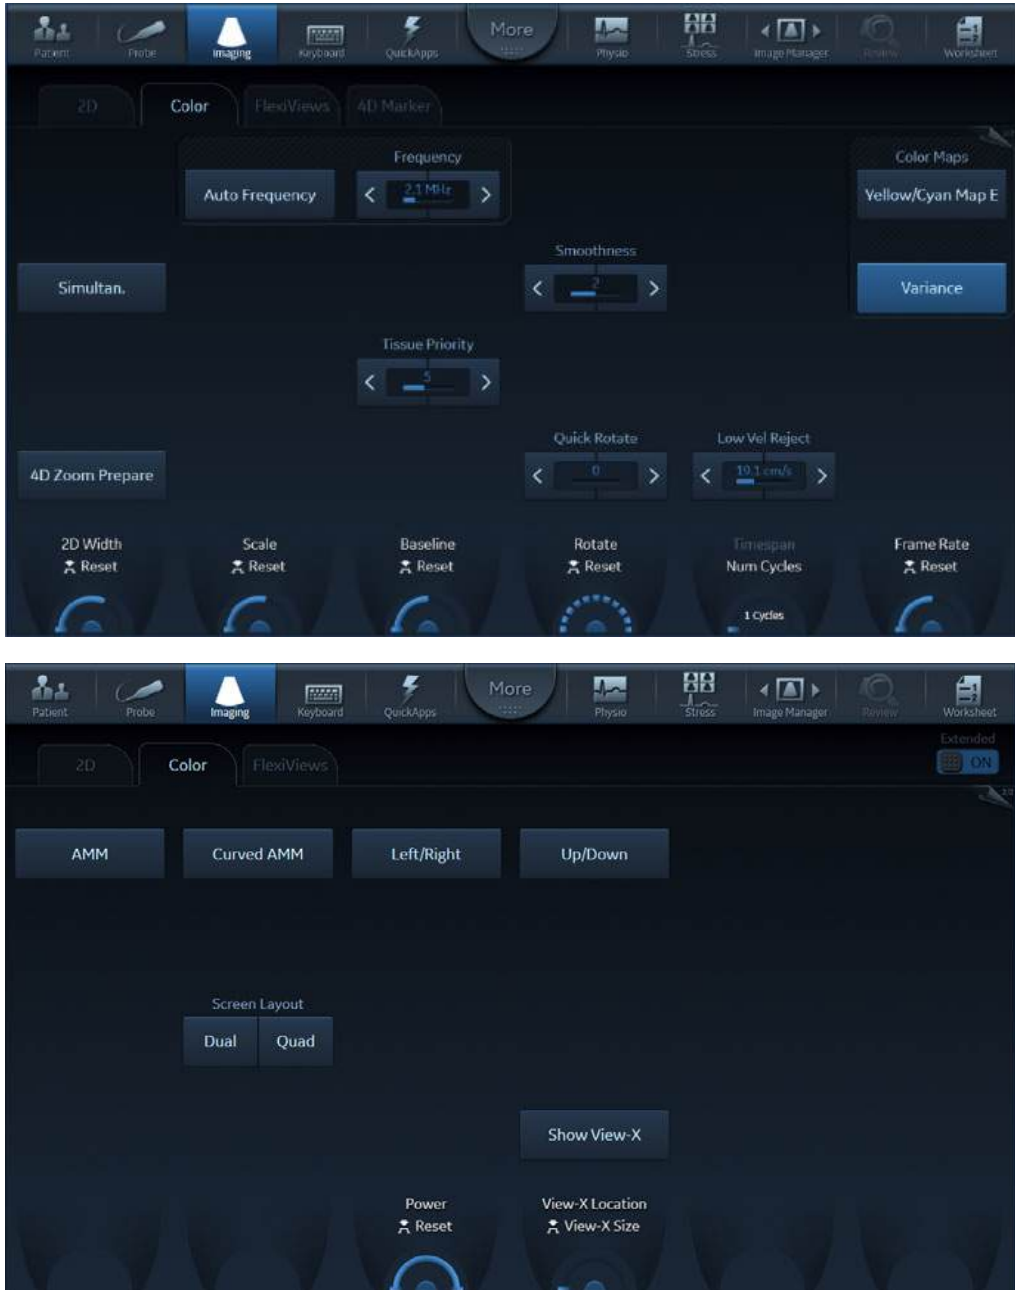 Patient Probe Imaging Keyboard QuickApps More Physio Stress Image Manager Review Worksheet
2D Color FlexiViews 4D Marker
Frequency Color Maps
Auto Frequency 2.1 MHz Yellow/Cyan Map E
Smoothness
Simultan. 2 Variance
Tissue Priority
5
Quick Rotate Low Vel Reject
4D Zoom Prepare 0 19.1 cm/s
2D Width Scale Baseline Rotate Timespan Frame Rate
Reset Reset Reset Reset Num Cycles Reset
1 Cycles
Patient Probe Imaging Keyboard QuickApps More Physio Stress Image Manager Review Worksheet
Extended
2D Color FlexiViews ON
AMM Curved AMM Left/Right Up/Down
Screen Layout
Dual Quad
Show View-X
Power View-X Location
Reset View-X Size